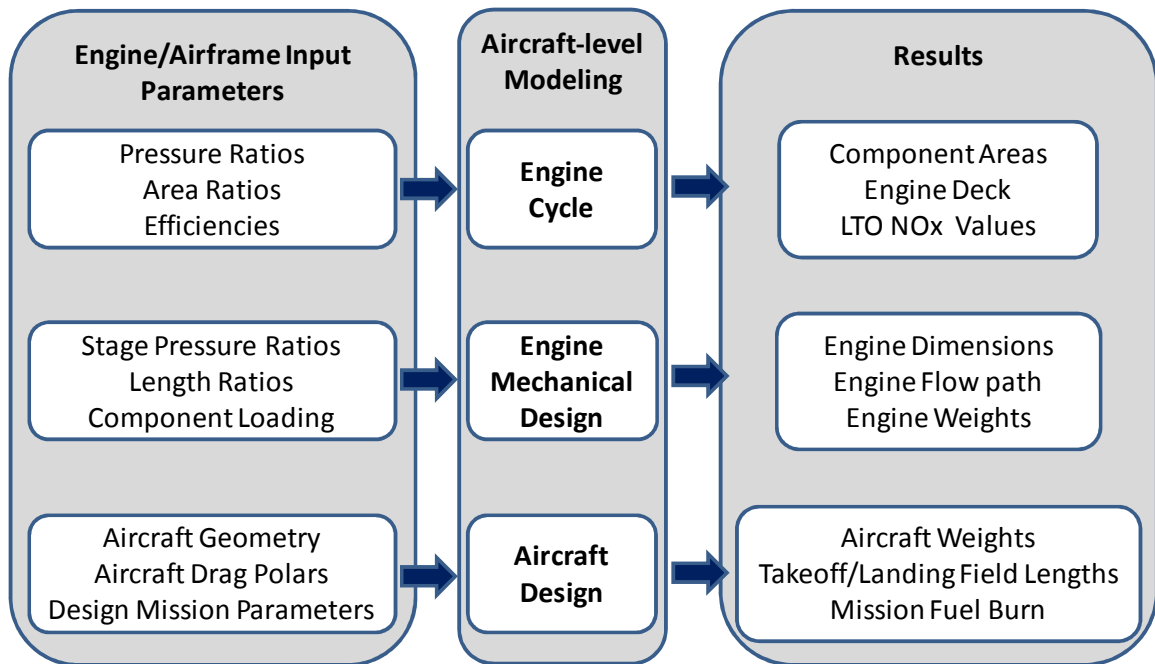 Engine/Airframe Input
Parameters
Pressure Ratios
Area Ratios
Efficiencies
Stage Pressure Ratios
Length Ratios
Component Loading
Aircraft Geometry
Aircraft Drag Polars
Design Mission Parameters
Aircraft-level
Modeling
Engine
Cycle
Engine
Mechanical
Design
Aircraft
Design
Results
Component Areas
Engine Deck
LTO NOx Values
Engine Dimensions
Engine Flow path
Engine Weights
Aircraft Weights
Takeoff/Landing Field Lengths
Mission Fuel Burn